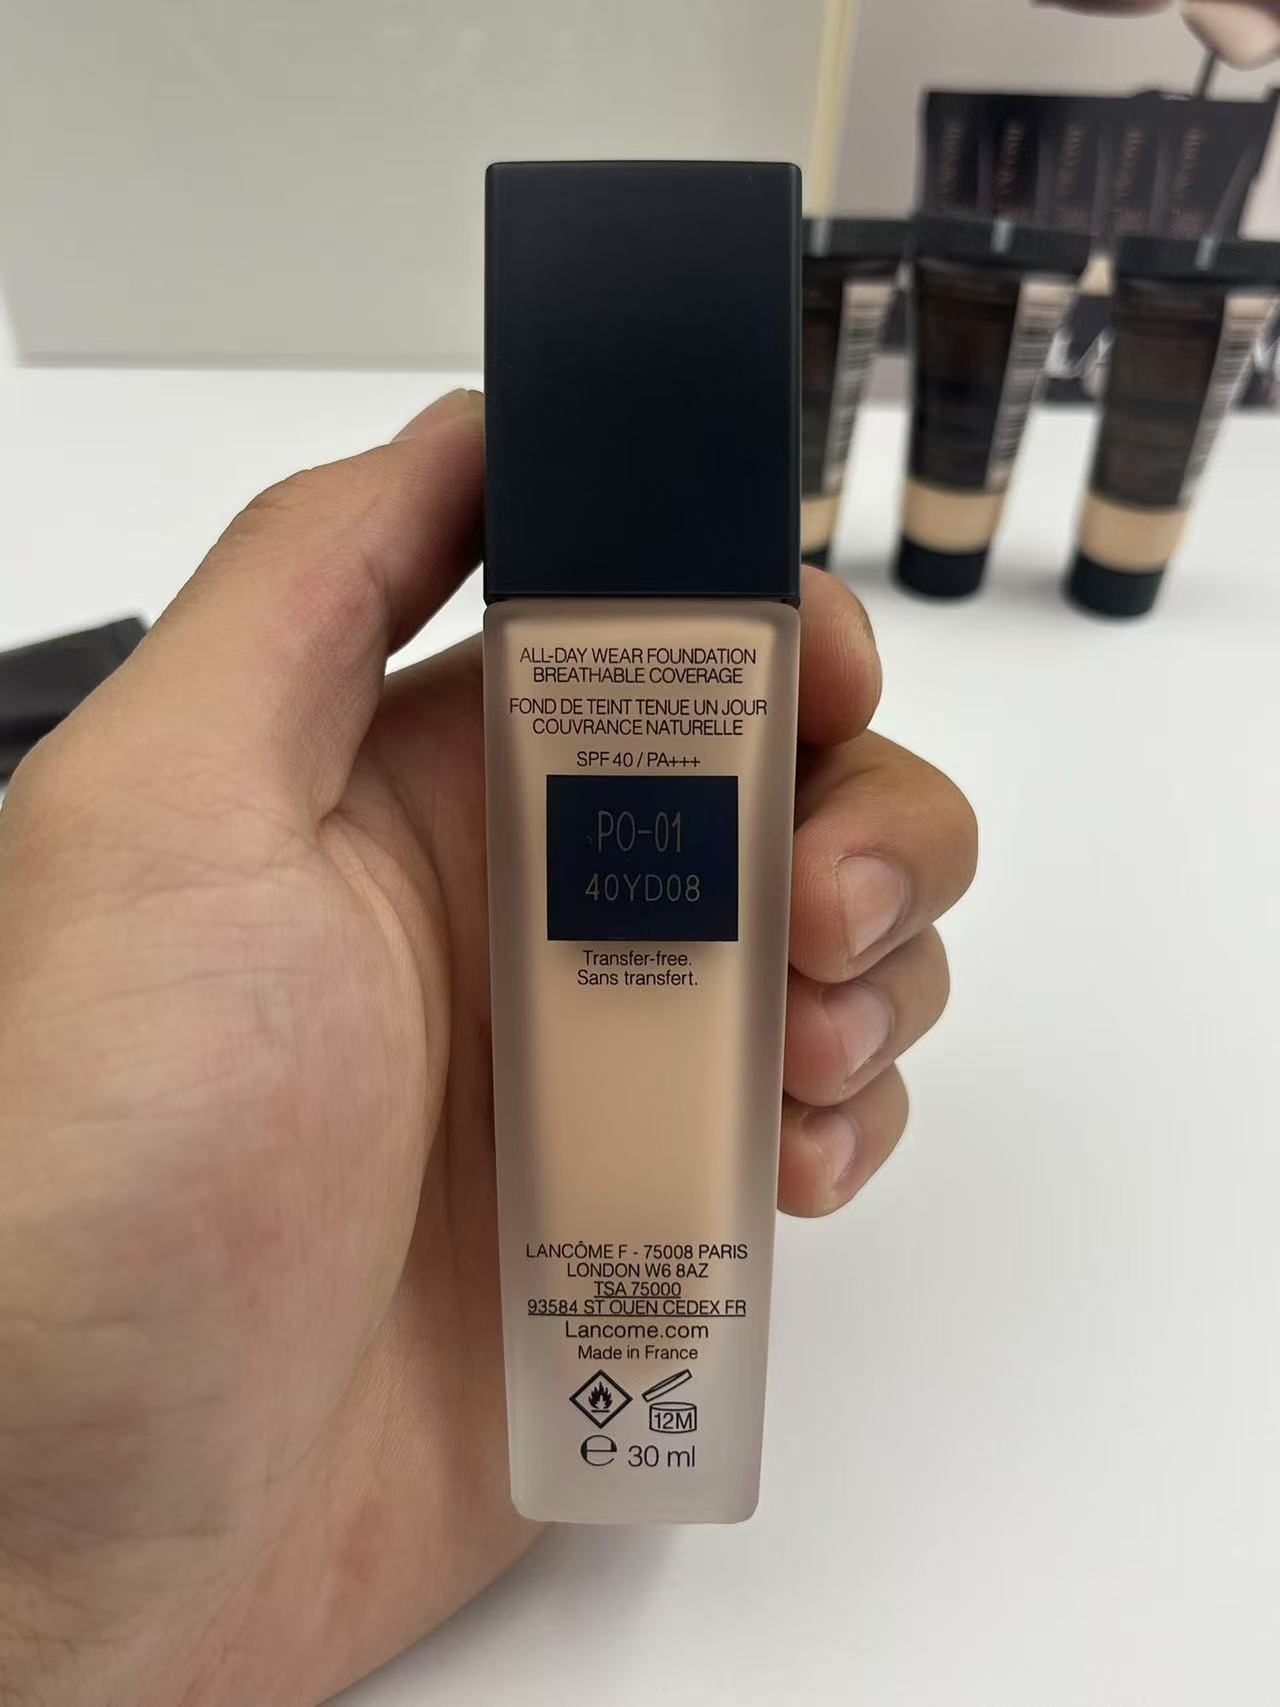 ALL-DAY WEAR FOUNDATION
BREATHABLE COVERAGE
FOND DE TEINT TENUE UN JOUR
COUVRANCE NATURELLE
SPF 40 / PA+++
PO-01
40YD08
Transfer-free.
Sans transfert.
LANCÔME F - 75008 PARIS
LONDON W6 8AZ
TSA 75000
93584 ST OUEN CEDEX FR
Lancome.com
Made in France
12M
e 30 ml